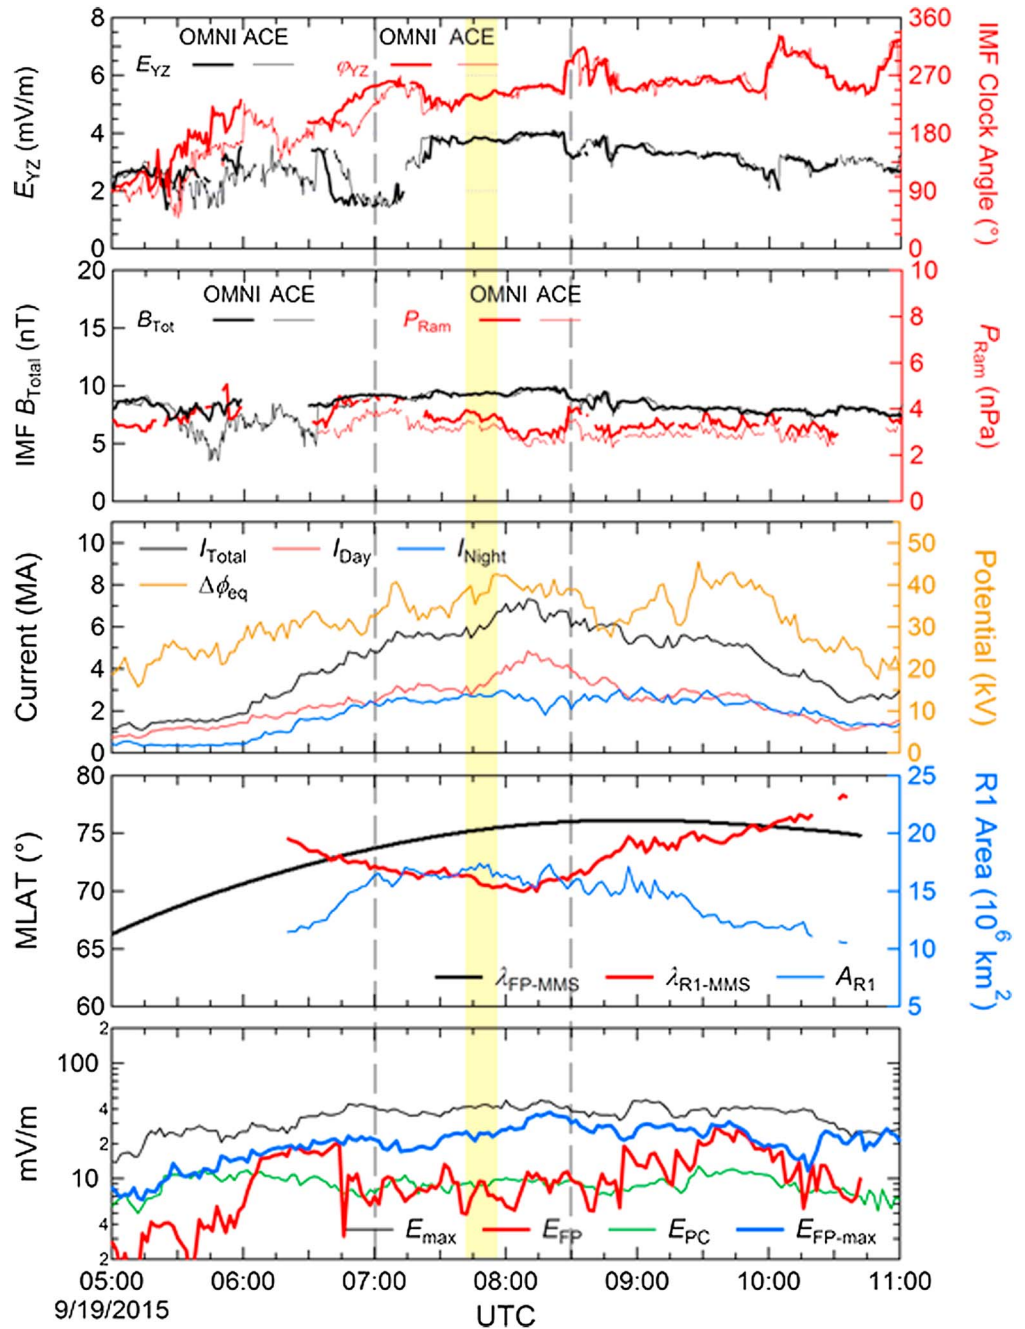 8
6
4
2
0
E_YZ (mV/m)
OMNI ACE
E_YZ
OMNI ACE
φ_YZ
360
270
180
90
0
IMF Clock Angle (°)
20
15
10
5
0
IMF B_Total (nT)
OMNI ACE
B_Tot
OMNI ACE
P_Ram
10
8
6
4
2
0
P_Ram (nPa)
10
8
6
4
2
0
Current (MA)
I_Total I_Day I_Night
Δϕ_eq
50
40
30
20
10
0
Potential (kV)
80
75
70
65
60
MLAT (°)
λ_FP-MMS λ_R1-MMS A_R1
25
20
15
10
5
R1 Area (10^6 km^2)
2
100
4
2
10
4
2
mV/m
E_max E_FP E_PC E_FP-max
05:00 06:00 07:00 08:00 09:00 10:00 11:00
9/19/2015
UTC